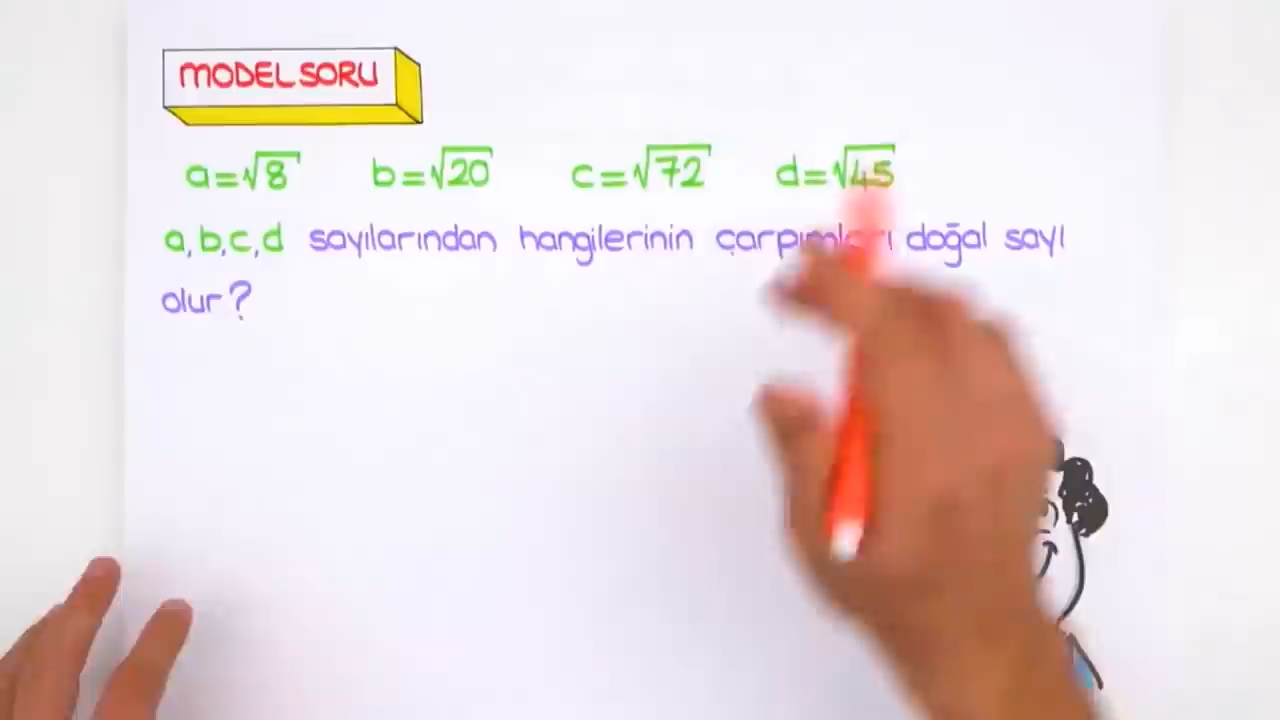 MODEL SORU
a=√8 b=√20 c=√72 d=√45
a,b,c,d sayılarından hangilerinin çarpımları doğal sayı
olur?